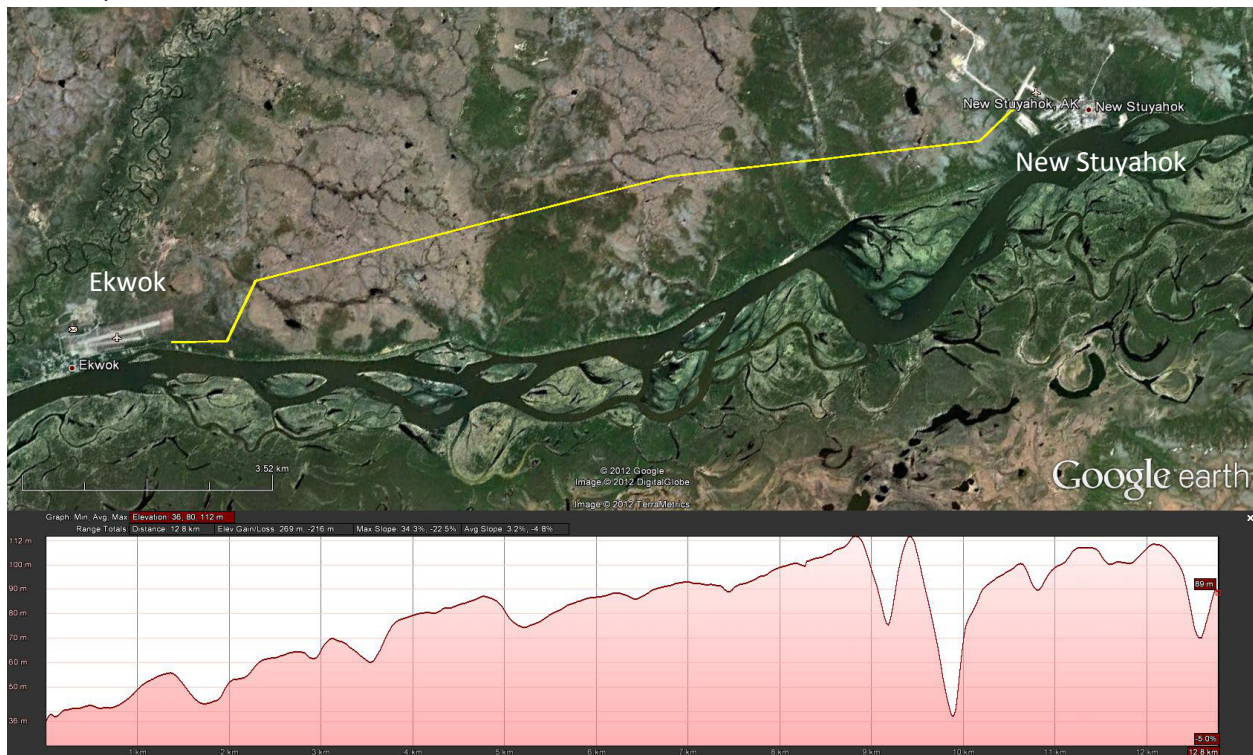 New Stuyahok, AK
New Stuyahok
New Stuyahok
Ekwok
Ekwok
3.52 km
© 2012 Google
Image © 2012 DigitalGlobe
Image © 2012 TerraMetrics
Google earth
Graph: Min, Avg, Max Elevation: 36, 80, 112 m
Range Totals: Distance: 12.8 km Elev Gain/Loss: 269 m, -216 m Max Slope: 34.3%, -22.5% Avg Slope: 3.2%, -4.8%
112 m
100 m
90 m
89 m
80 m
70 m
60 m
50 m
36 m
-5.0%
1 km 2 km 3 km 4 km 5 km 6 km 7 km 8 km 9 km 10 km 11 km 12 km 12.8 km